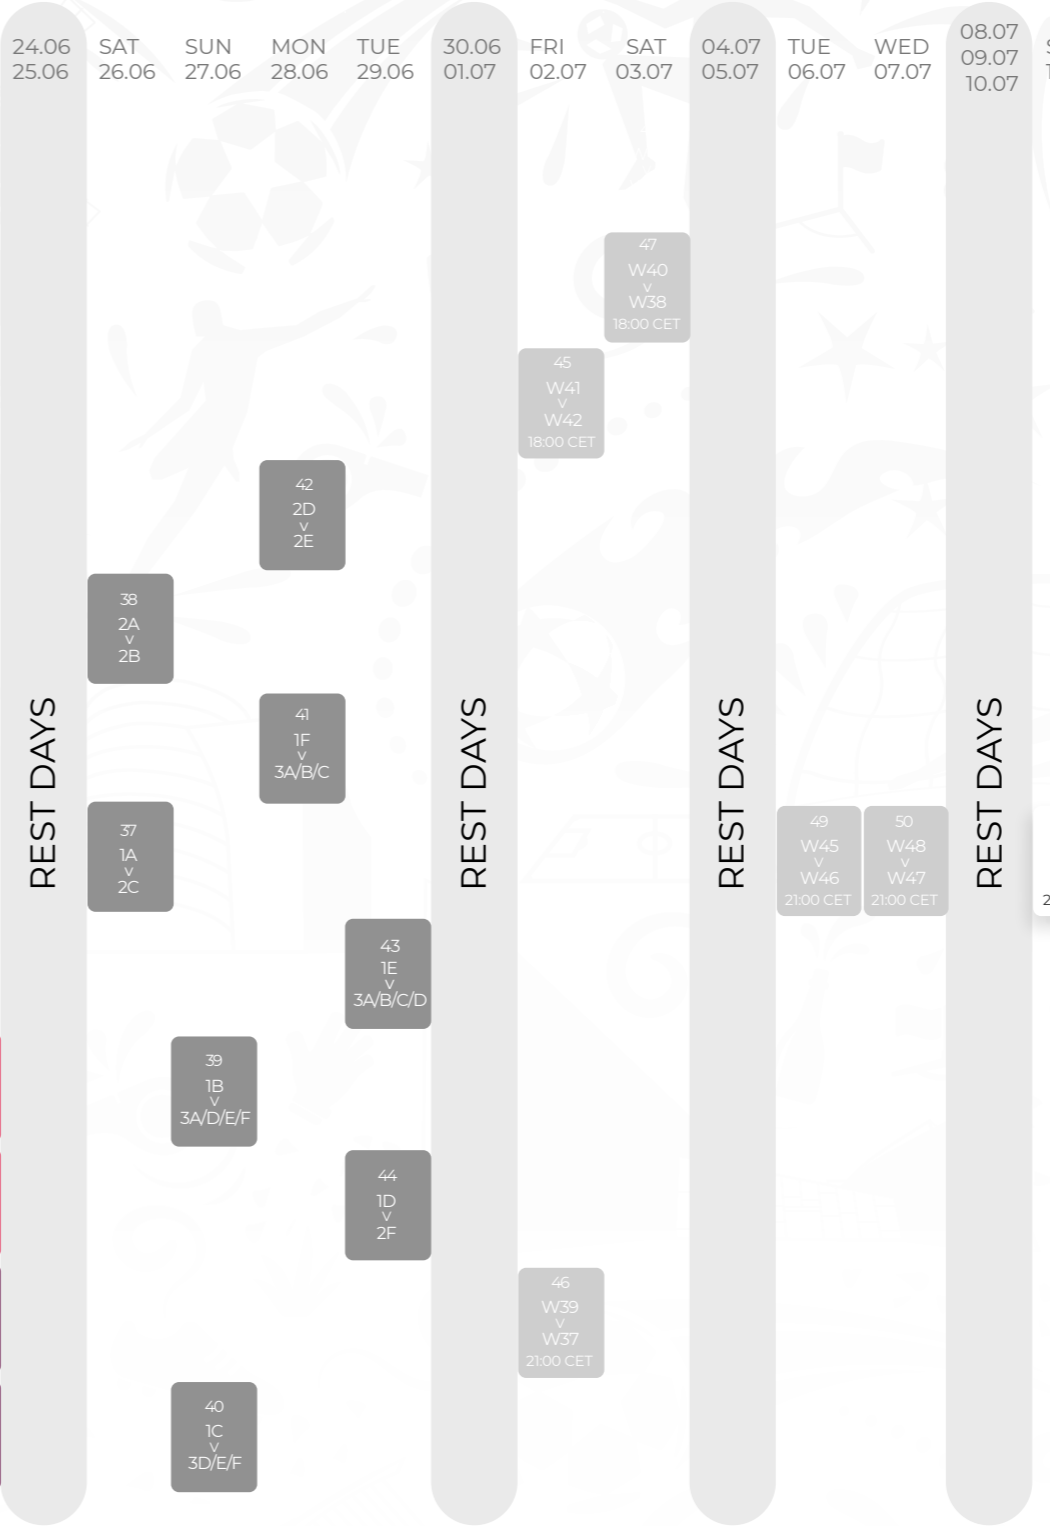 24.06
25.06
SAT
26.06
SUN
27.06
MON
28.06
TUE
29.06
30.06
01.07
FRI
02.07
SAT
03.07
04.07
05.07
TUE
06.07
WED
07.07
08.07
09.07
10.07
47
W40
v
W38
18:00 CET
45
W41
v
W42
18:00 CET
42
2D
v
2E
38
2A
v
2B
41
1F
v
3A/B/C
37
1A
v
2C
REST DAYS
REST DAYS
REST DAYS
REST DAYS
49
W45
v
W46
21:00 CET
50
W48
v
W47
21:00 CET
2
43
1E
v
3A/B/C/D
39
1B
v
3A/D/E/F
44
1D
v
2F
46
W39
v
W37
21:00 CET
40
1C
v
3D/E/F